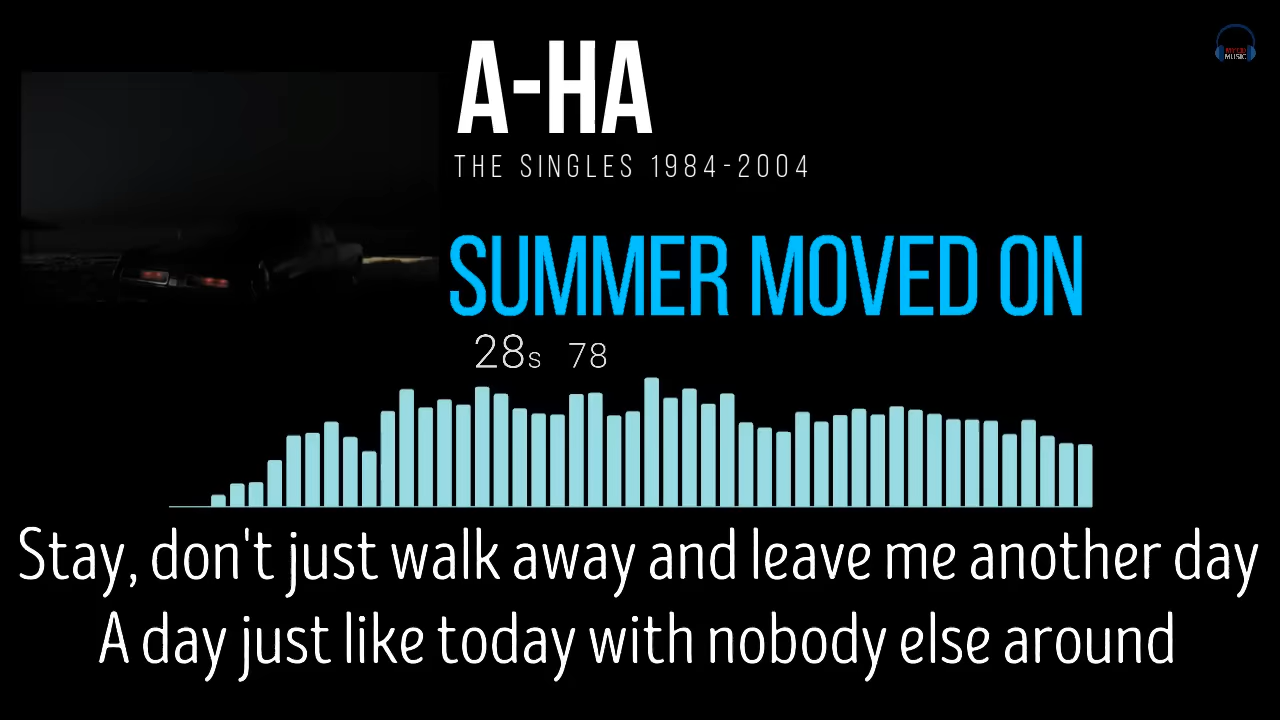 A-HA
THE SINGLES 1984-2004
SUMMER MOVED ON
28s 78
Stay, don't just walk away and leave me another day
A day just like today with nobody else around